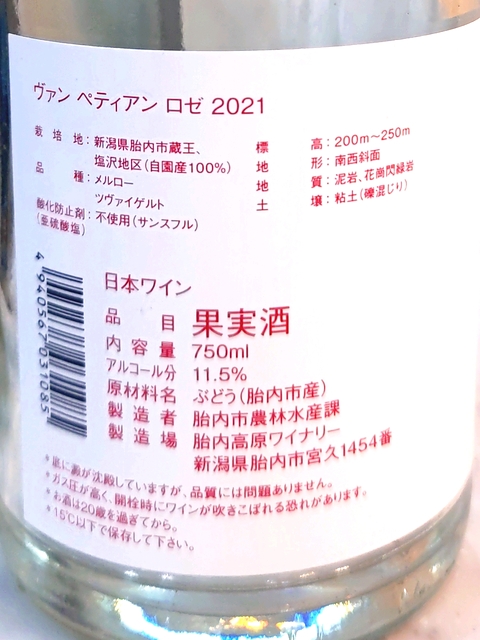 ヴァン ペティアン ロゼ 2021
栽培地：新潟県胎内市蔵王、
塩沢地区（自園産100%）
品種：メルロー
ツヴァイゲルト
酸化防止剤：不使用（サンスフル）
（亜硫酸塩）
標高：200m～250m
地形：南西斜面
地質：泥岩、花崗閃緑岩
土壌：粘土（礫混じり）
4940567031085
日本ワイン
品目 果実酒
内容量 750ml
アルコール分 11.5%
原材料名 ぶどう（胎内市産）
製造者 胎内市農林水産課
製造場 胎内高原ワイナリー
新潟県胎内市宮久1454番
＊底に澱が沈殿していますが、品質には問題ありません。
＊ガス圧が高く、開栓時にワインが吹きこぼれる恐れがあります。
＊お酒は20歳を過ぎてから。
＊15℃以下で保存して下さい。